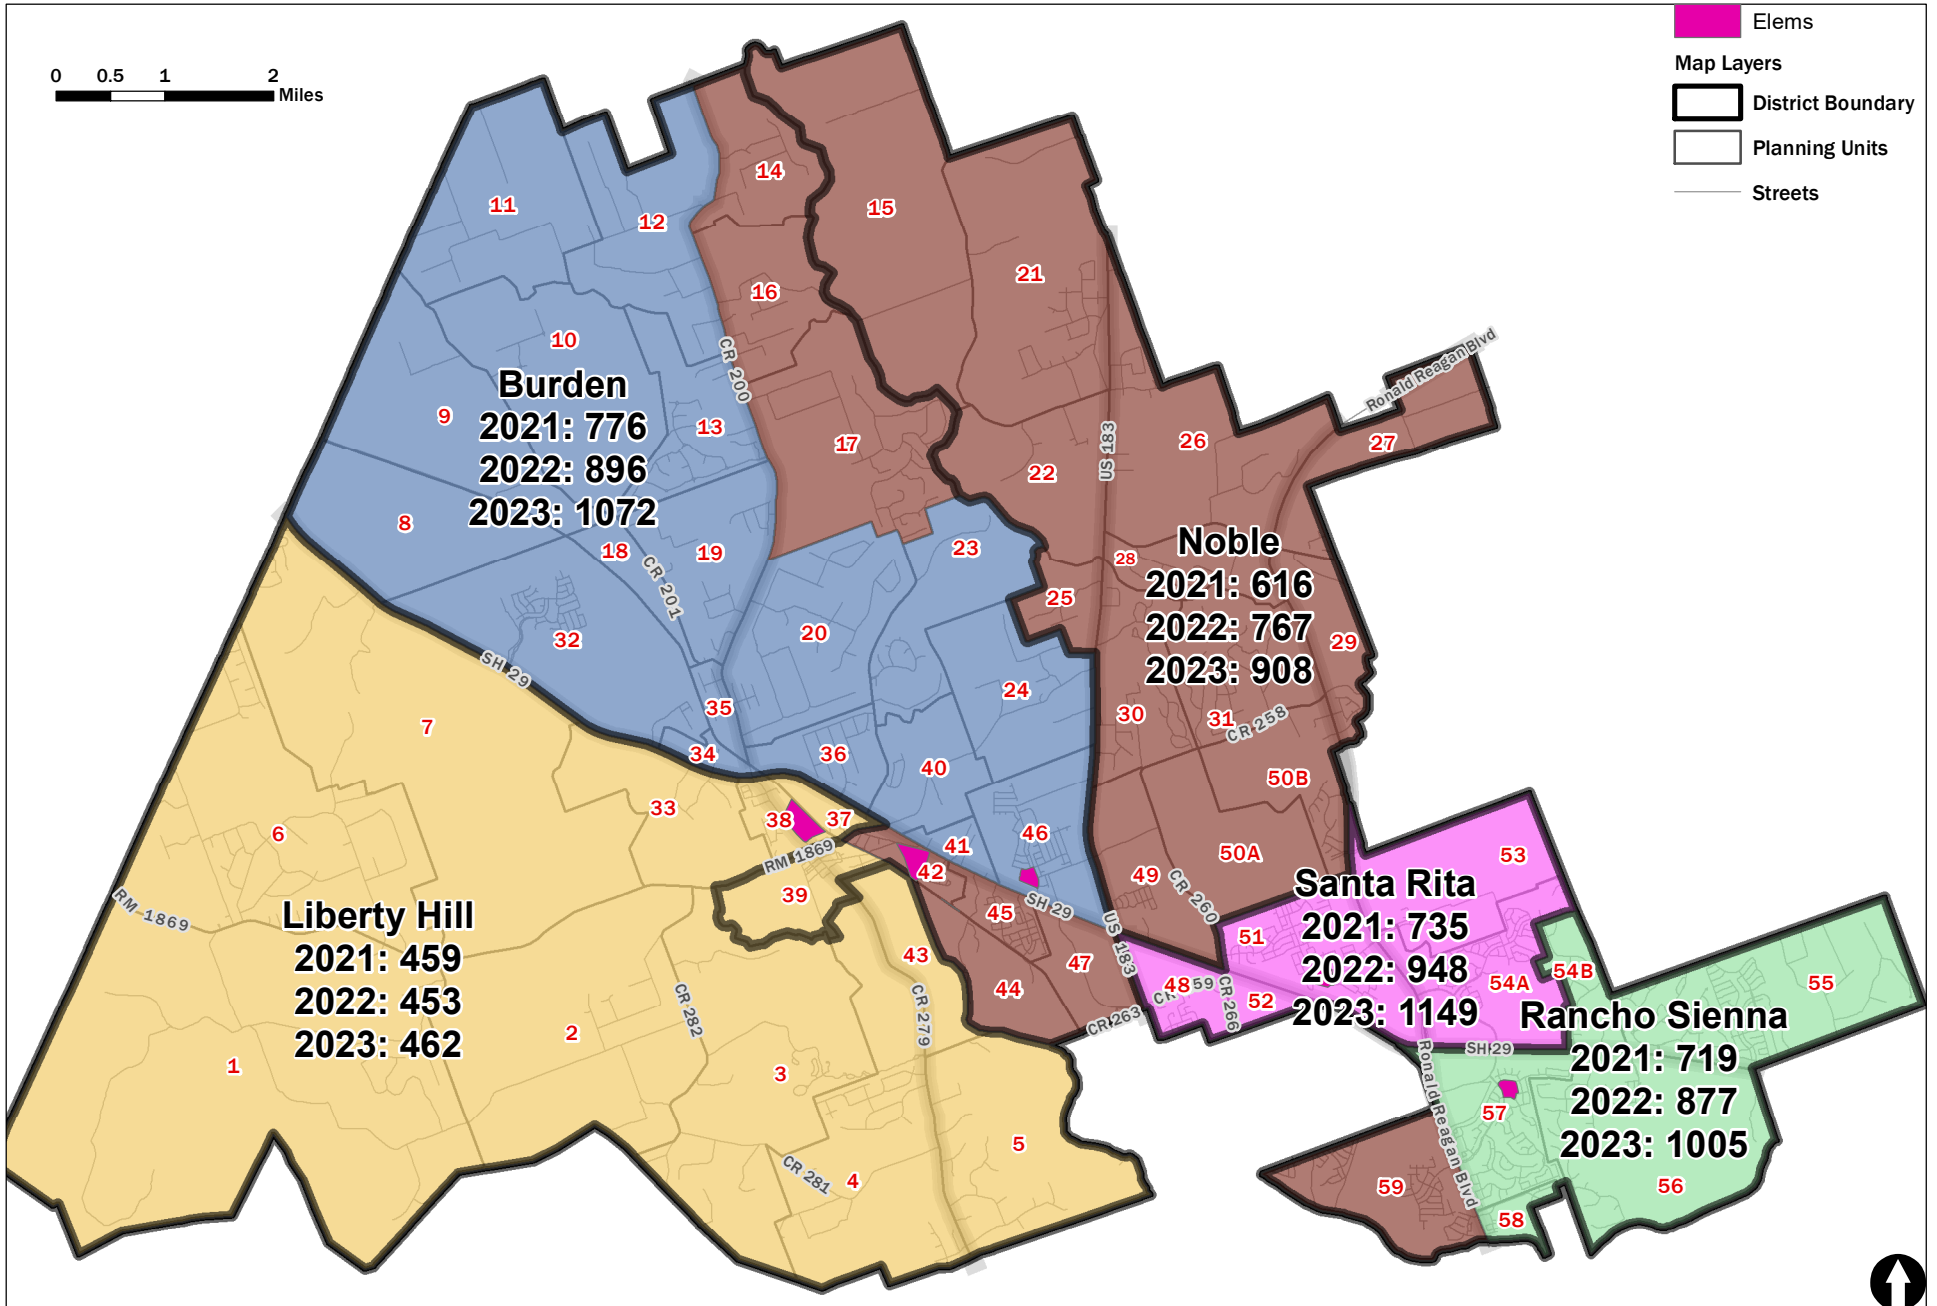 Elems
Map Layers
District Boundary
Planning Units
Streets
0 0.5 1 2
Miles
11
12
14
15
16
21
10
9
13
17
CR 200
US 183
22
26
27
Ronald Reagan Blvd
Burden
2021: 776
2022: 896
2023: 1072
8
18
19
CR 201
23
28
25
Noble
2021: 616
2022: 767
2023: 908
29
32
20
SH 29
24
30
31
CR 258
35
34
36
40
50B
7
33
38
37
6
RM 1869
41
42
46
39
45
SH 29
49
50A
CR 260
53
RM 1869
Liberty Hill
2021: 459
2022: 453
2023: 462
Santa Rita
2021: 735
2022: 948
2023: 1149
51
43
47
US 183
48
52
CR 266
54A
54B
55
44
CR 263
CR 282
CR 279
2
1
3
Rancho Sienna
2021: 719
2022: 877
2023: 1005
SH 29
Ronald Reagan Blvd
57
5
CR 281
4
59
58
56